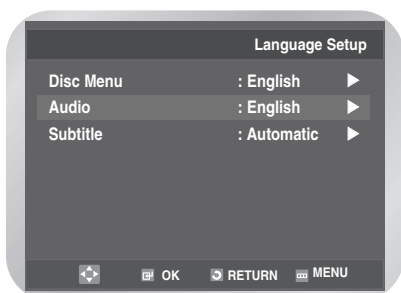 Language Setup
Disc Menu : English ▶
Audio : English ▶
Subtitle : Automatic ▶
OK RETURN MENU